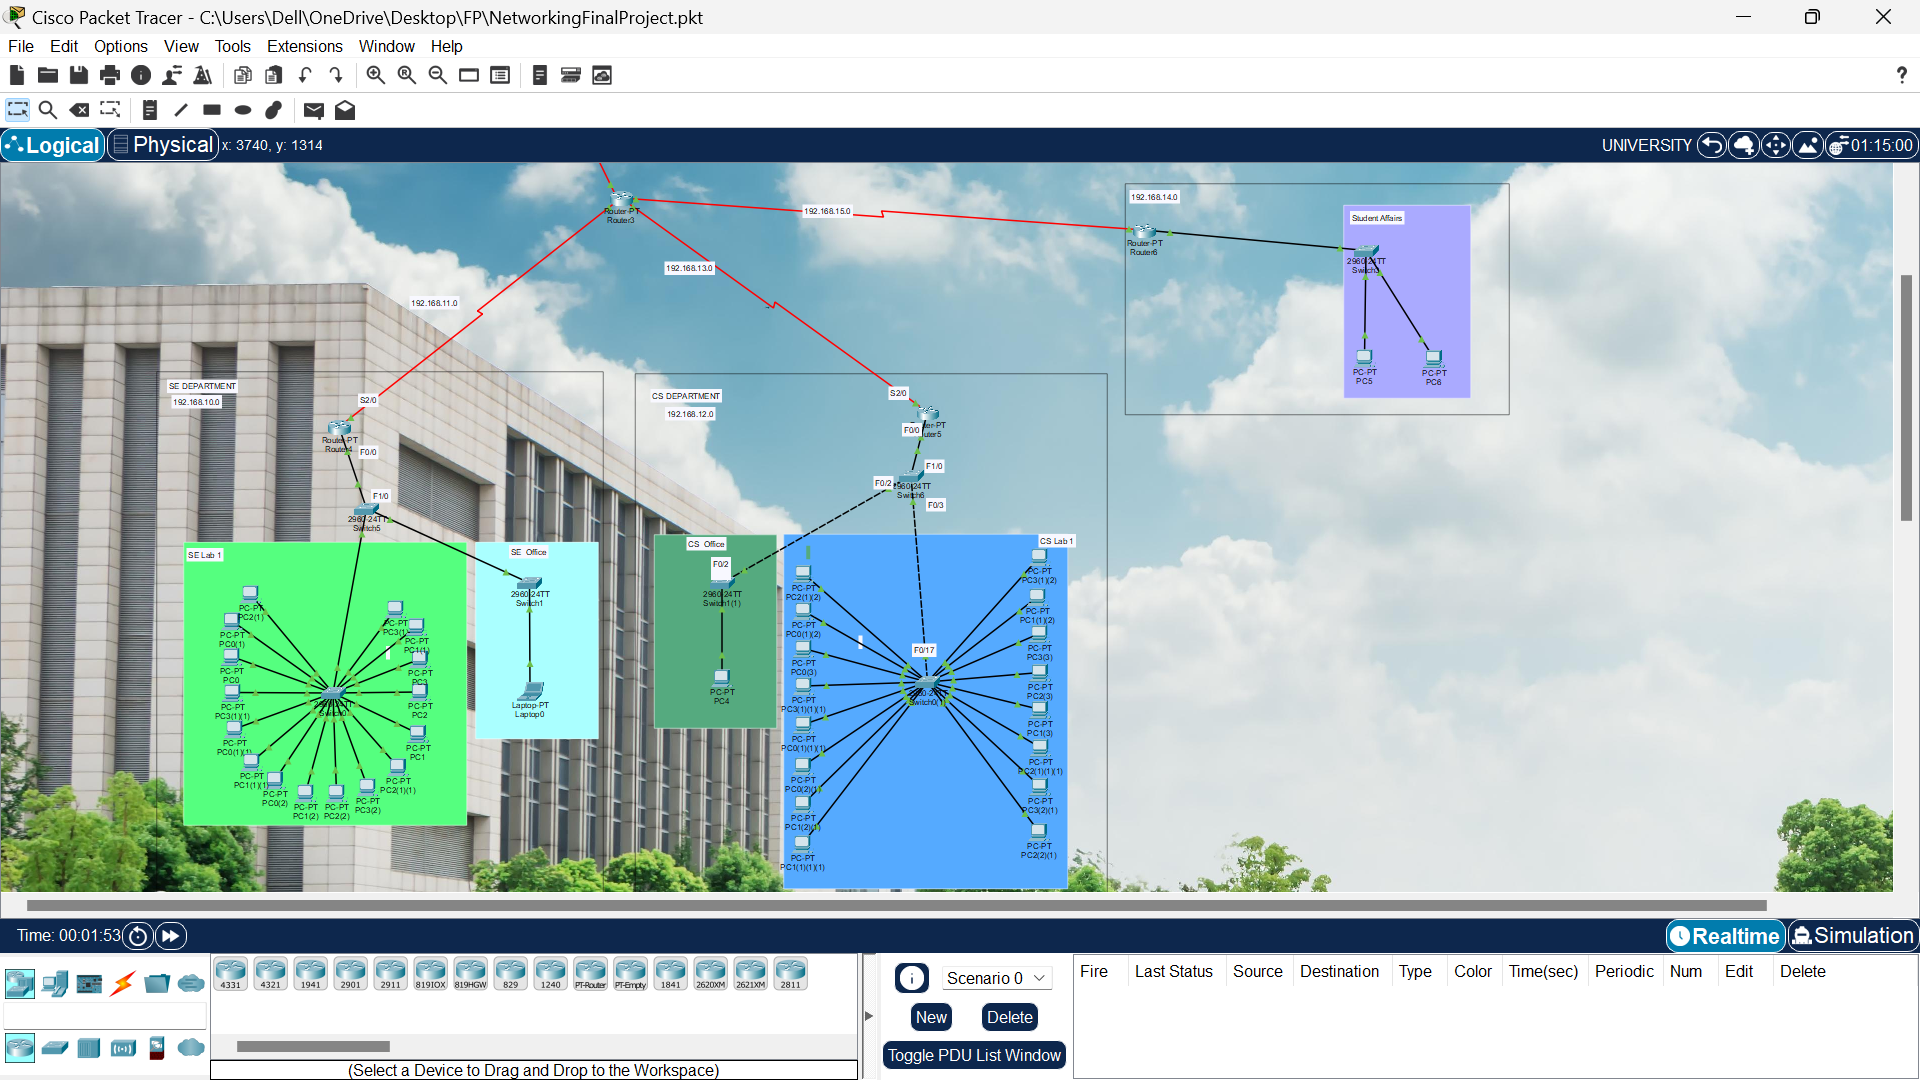 Cisco Packet Tracer - C:\Users\Dell\OneDrive\Desktop\FP\NetworkingFinalProject.pkt
File Edit Options View Tools Extensions Window Help
?
Logical Physical x: 3740, y: 1314 UNIVERSITY 01:15:00
Router-PT
Router3
192.168.15.0
192.168.13.0
192.168.11.0
192.168.14.0
Router-PT
Router6
Student Affairs
2960-24TT
Switch3
PC-PT
PC5
PC-PT
PC6
SE DEPARTMENT
192.168.10.0
S2/0
Router-PT
Router4
F0/0
F1/0
2960-24TT
Switch5
SE Lab 1
PC-PT
PC2(1)
PC-PT
PC0(1)
PC-PT
PC0
PC-PT
PC3(1)(1)
PC-PT
PC0(1)(1)
PC-PT
PC1(1)(1)
PC-PT
PC0(2)
PC-PT
PC1(2)
PC-PT
PC2(2)
PC-PT
PC3(2)
PC-PT
PC2(1)(1)
PC-PT
PC1
PC-PT
PC2
PC-PT
PC3
PC-PT
PC1(1)
PC-PT
PC3(1)
Switch0
SE Office
2960-24TT
Switch1
Laptop-PT
Laptop0
CS DEPARTMENT
192.168.12.0
S2/0
F0/0
F1/0
F0/2
2960-24TT
Switch6
F0/3
CS Office
F0/2
2960-24TT
Switch1(1)
PC-PT
PC4
CS Lab 1
PC-PT
PC2(1)(2)
PC-PT
PC0(1)(2)
PC-PT
PC0(3)
PC-PT
PC3(1)(1)(1)
PC-PT
PC0(1)(1)(1)
PC-PT
PC0(2)(1)
PC-PT
PC1(2)(1)
PC-PT
PC1(1)(1)(1)
F0/17
PC-PT
PC3(1)(2)
PC-PT
PC1(1)(2)
PC-PT
PC3(3)
PC-PT
PC2(3)
PC-PT
PC1(3)
PC-PT
PC2(1)(1)(1)
PC-PT
PC3(2)(1)
PC-PT
PC2(2)(1)
Time: 00:01:53 Realtime Simulation
4331 4321 1941 2901 2911 819IOX 819HGW 829 1240 PT-Router PT-Empty 1841 2620XM 2621XM 2811
(Select a Device to Drag and Drop to the Workspace)
Scenario 0
New Delete
Toggle PDU List Window
Fire Last Status Source Destination Type Color Time(sec) Periodic Num Edit Delete